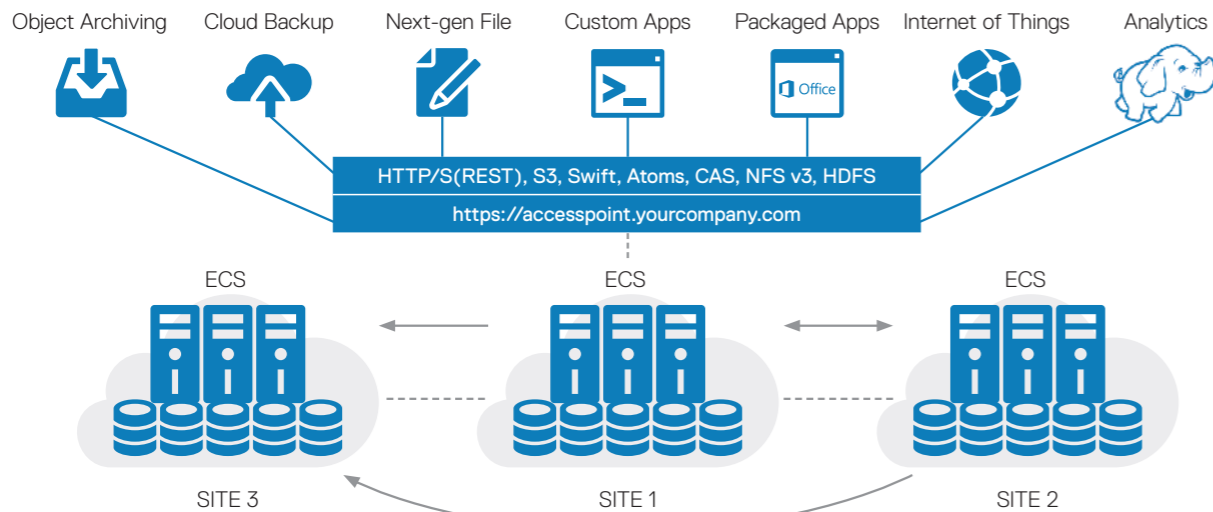 Object Archiving
Cloud Backup
Next-gen File
Custom Apps
Packaged Apps
Internet of Things
Analytics
>_
Office
HTTP/S(REST), S3, Swift, Atoms, CAS, NFS v3, HDFS
https://accesspoint.yourcompany.com
ECS
ECS
ECS
SITE 3
SITE 1
SITE 2